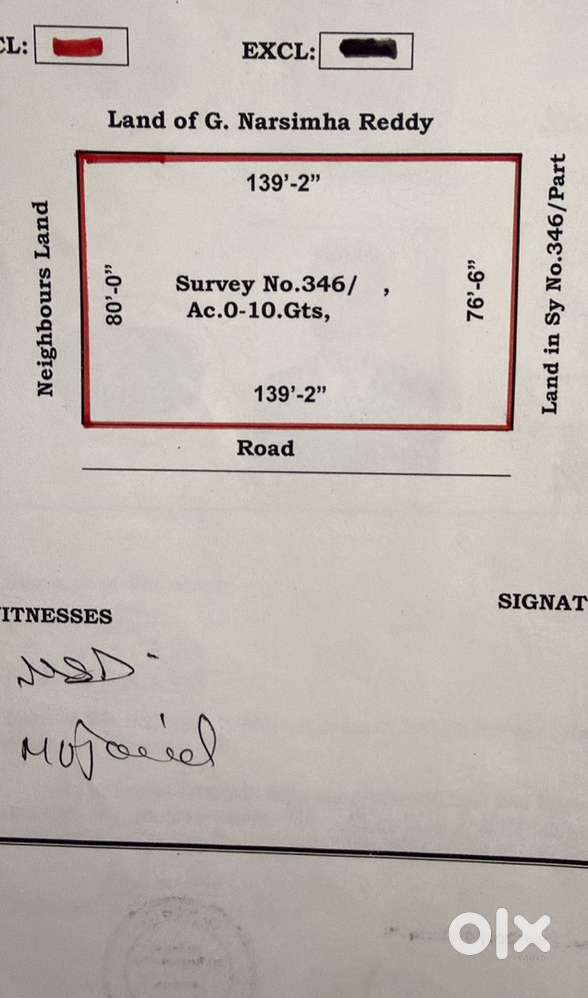 CL:
EXCL:
Land of G. Narsimha Reddy
139’-2”
Neighbours Land
80’-0”
Survey No.346/ ,
Ac.0-10.Gts,
76’-6”
Land in Sy No.346/Part
139’-2”
Road
ITNESSES
SIGNAT
olx